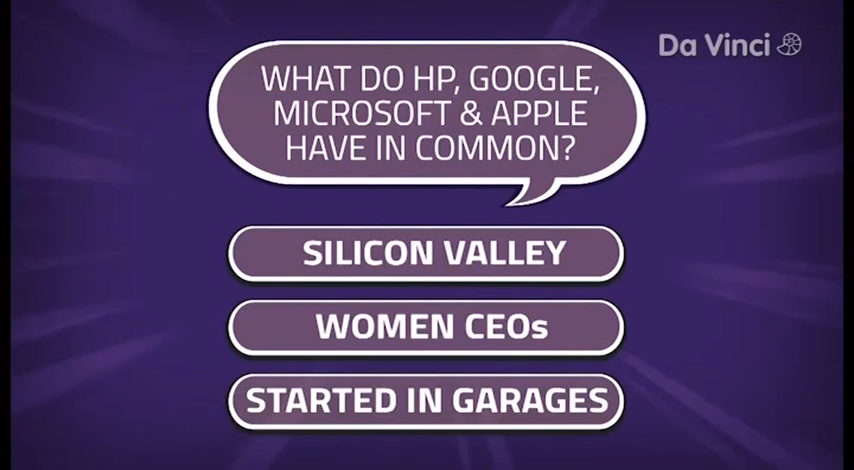 Da Vinci
WHAT DO HP, GOOGLE,
MICROSOFT & APPLE
HAVE IN COMMON?
SILICON VALLEY
WOMEN CEOs
STARTED IN GARAGES